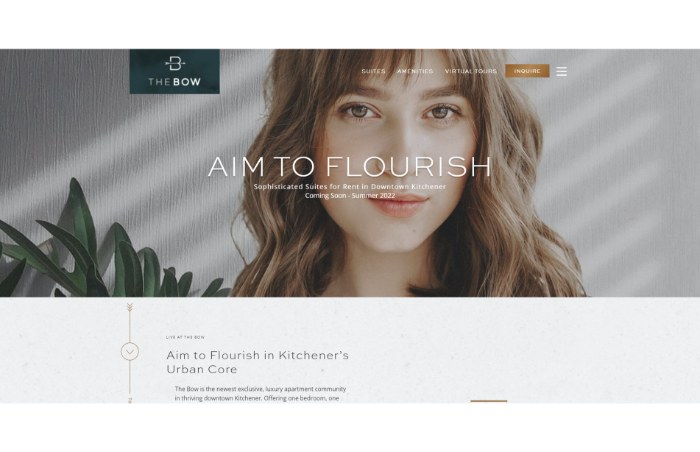 B
THE BOW
SUITES AMENITIES VIRTUAL TOURS INQUIRE
AIM TO FLOURISH
Sophisticated Suites for Rent in Downtown Kitchener
Coming Soon - Summer 2022
LIVE AT THE BOW
Aim to Flourish in Kitchener's
Urban Core
The Bow is the newest exclusive, luxury apartment community
in thriving downtown Kitchener. Offering one bedroom, one